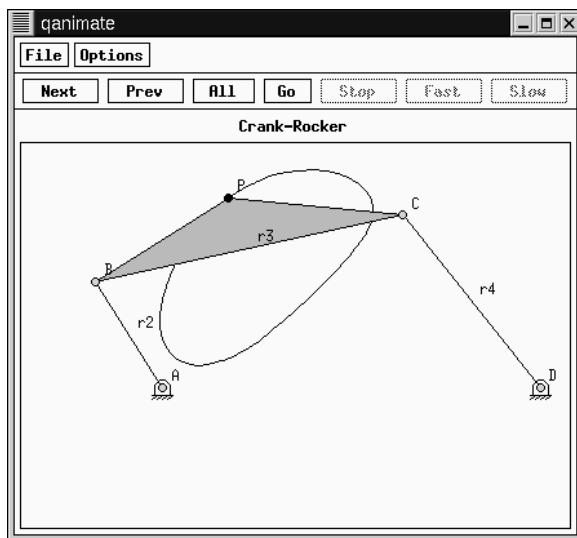 qanimate
File Options
Next Prev All Go Stop Fast Slow
Crank-Rocker
P
C
r3
B
r4
r2
A
D